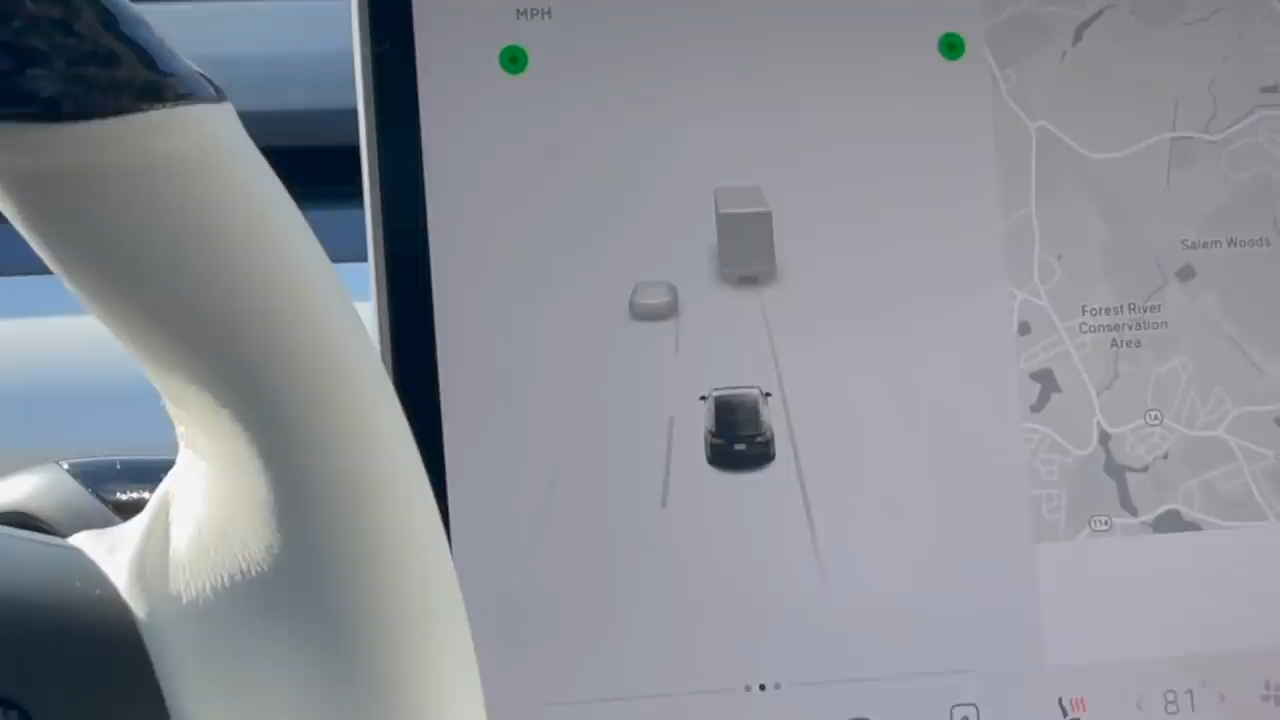 MPH
Salem Woods
Forest River
Conservation
Area
1A
114
81